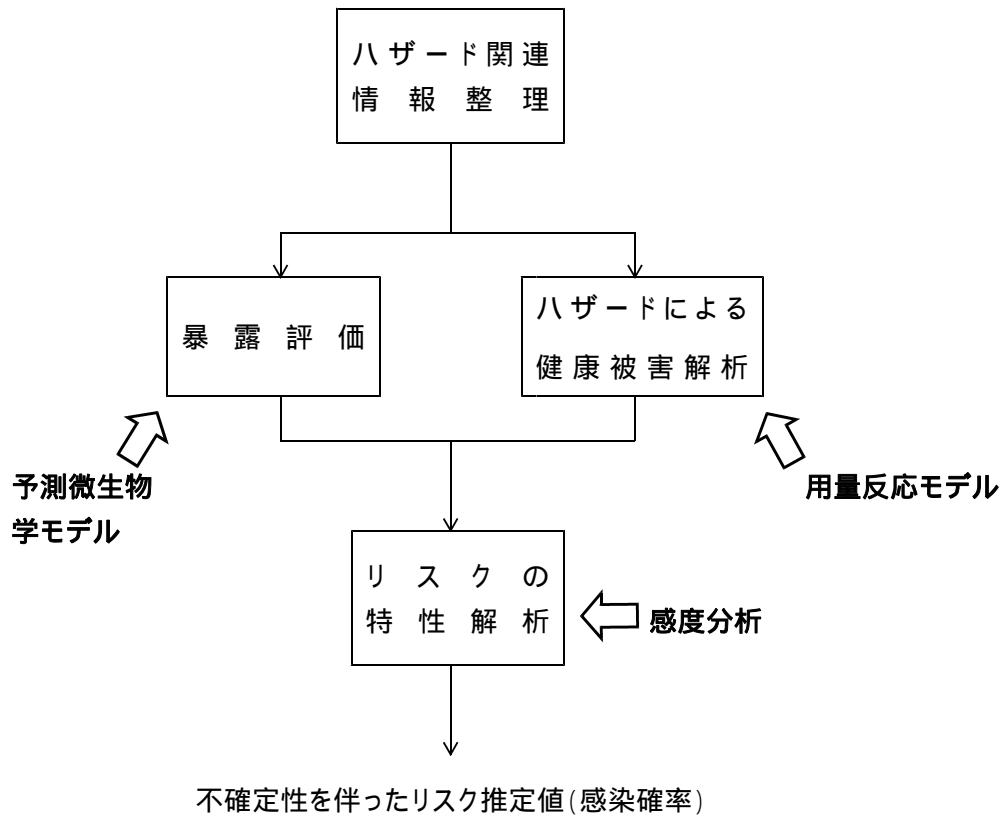 ハザード関連
情報整理
暴露評価
ハザードによる
健康被害解析
予測微生物
学モデル
用量反応モデル
リスクの
特性解析
感度分析
不確定性を伴ったリスク推定値(感染確率)